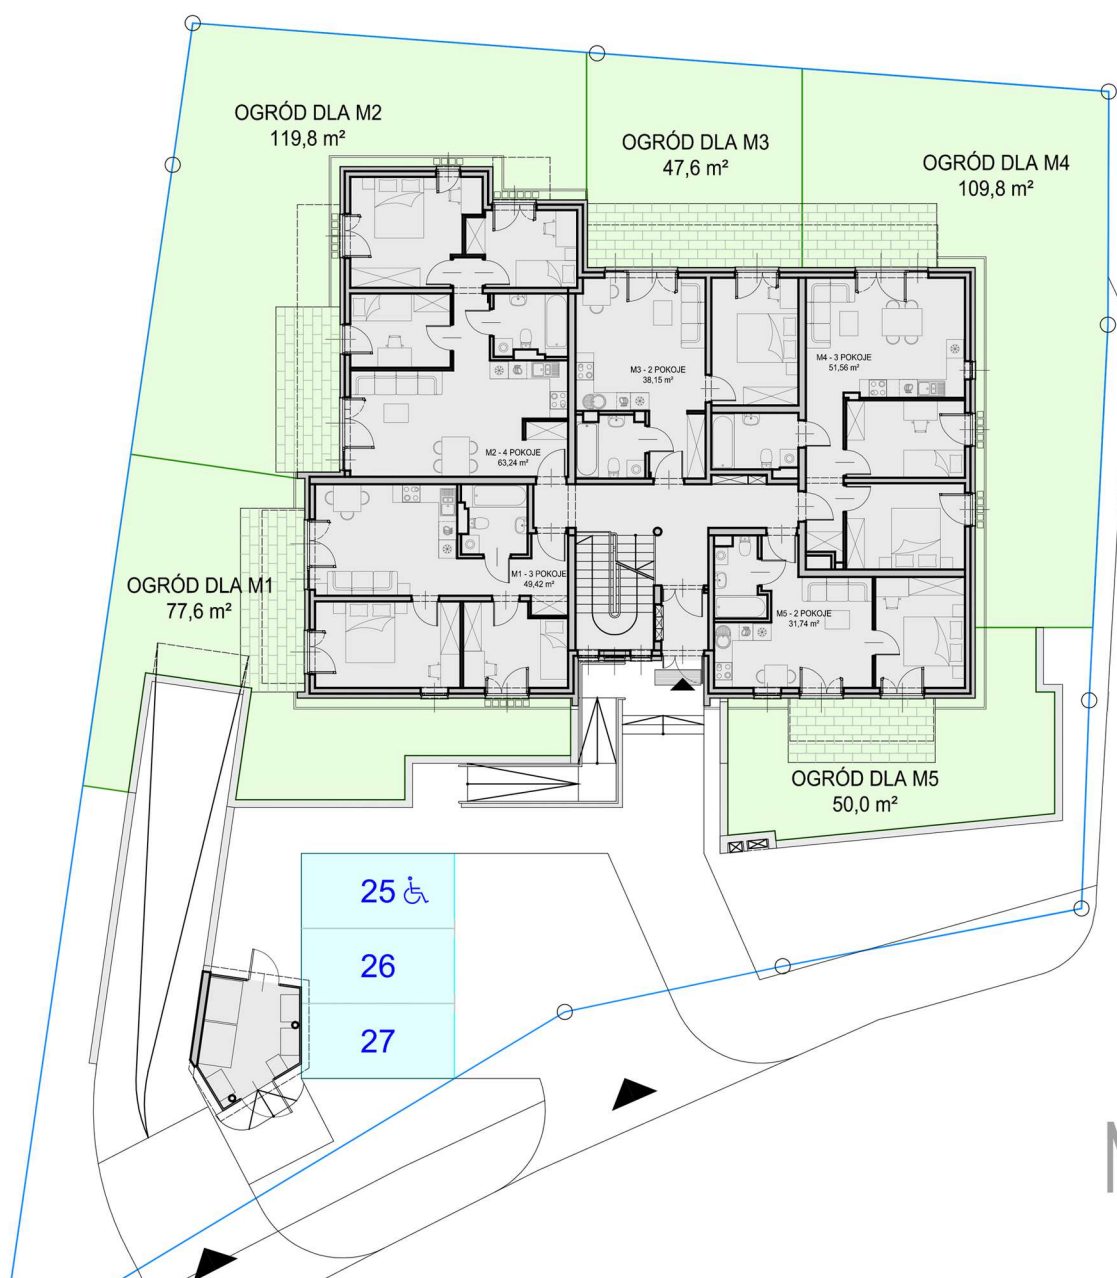 OGRÓD DLA M2
119,8 m²
OGRÓD DLA M3
47,6 m²
OGRÓD DLA M4
109,8 m²
M4 - 3 POKOJE
51,56 m²
M3 - 2 POKOJE
38,15 m²
M2 - 4 POKOJE
63,24 m²
M1 - 3 POKOJE
49,42 m²
OGRÓD DLA M1
77,6 m²
M5 - 2 POKOJE
31,74 m²
OGRÓD DLA M5
50,0 m²
25
26
27